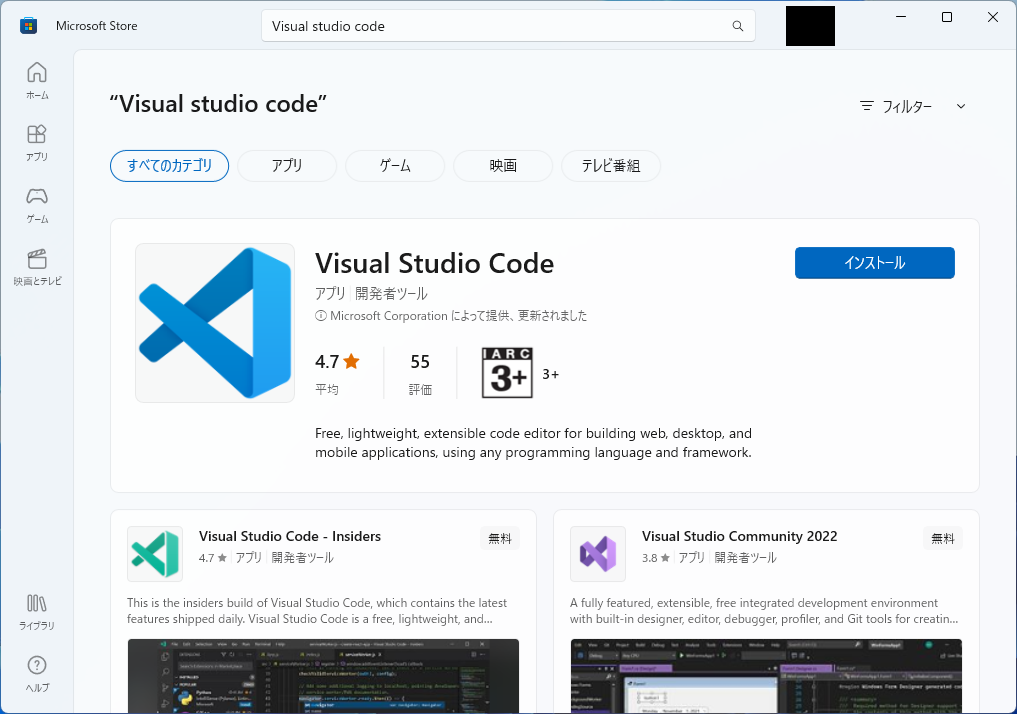 Microsoft Store
Visual studio code
ホーム
アプリ
ゲーム
映画とテレビ
ライブラリ
ヘルプ
“Visual studio code”
フィルター
すべてのカテゴリ
アプリ
ゲーム
映画
テレビ番組
Visual Studio Code
アプリ 開発者ツール
Microsoft Corporation によって提供、更新されました
インストール
4.7
平均
55
評価
IARC
3+
3+
Free, lightweight, extensible code editor for building web, desktop, and
mobile applications, using any programming language and framework.
Visual Studio Code - Insiders
4.7 ★ アプリ 開発者ツール
無料
This is the insiders build of Visual Studio Code, which contains the latest
features shipped daily. Visual Studio Code is a free, lightweight, and...
Visual Studio Community 2022
3.8 ★ アプリ 開発者ツール
無料
A fully featured, extensible, free integrated development environment
with built-in designer, editor, debugger, profiler, and Git tools for creatin...